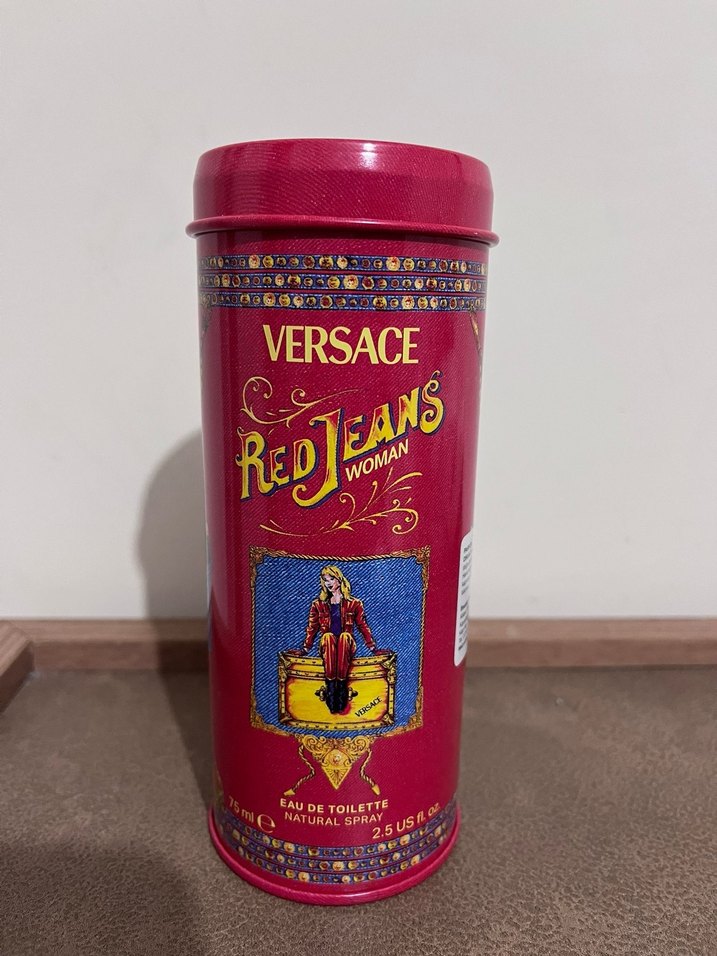 VERSACE
RED JEANS
WOMAN
VERSACE
EAU DE TOILETTE
NATURAL SPRAY
75 ml ℮
2.5 US fl. oz.